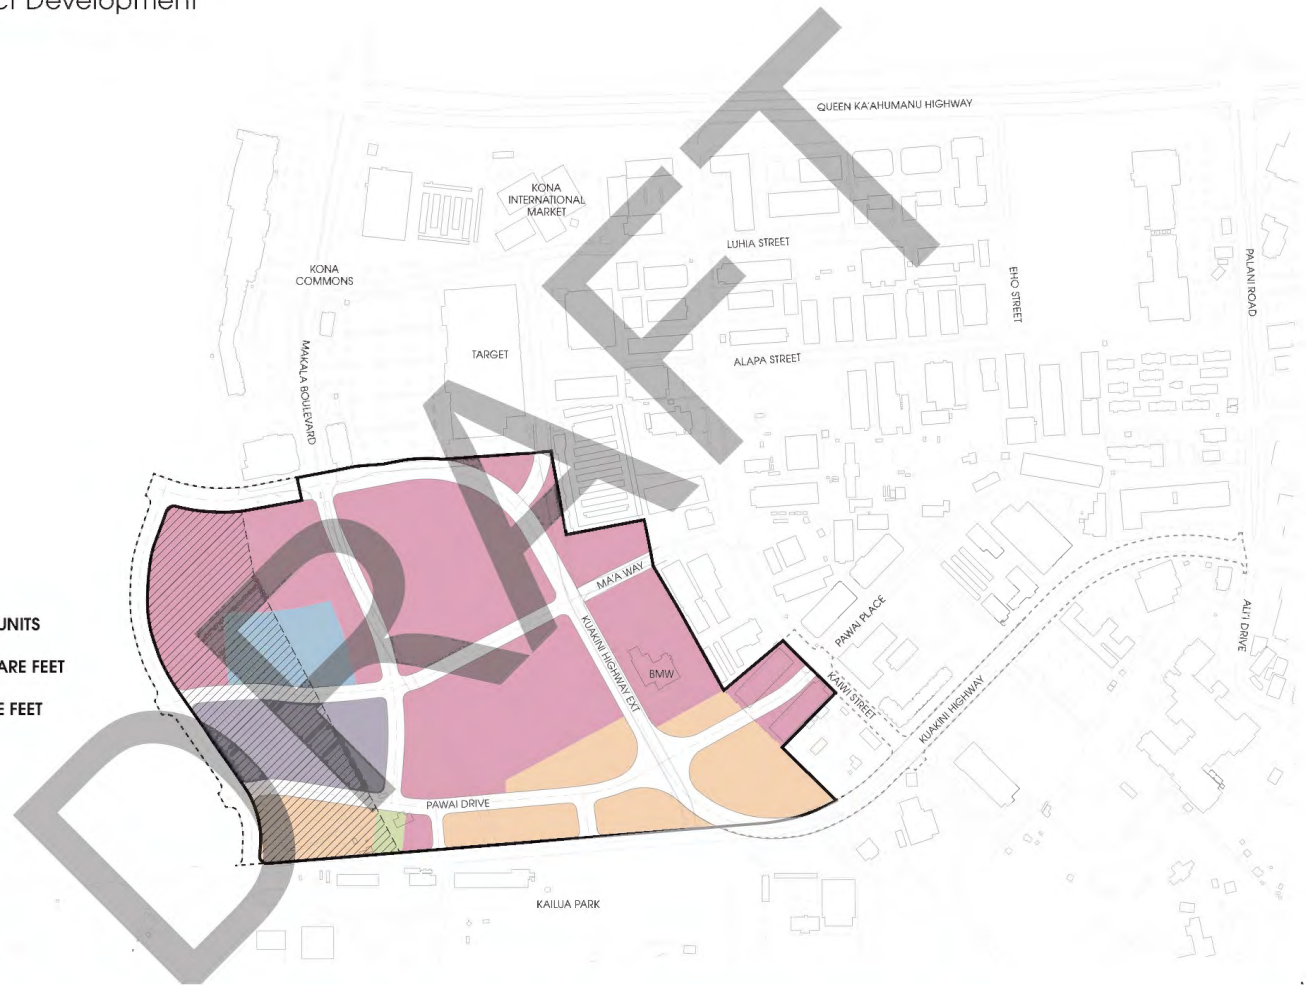 Development
QUEEN KA'AHUMANU HIGHWAY
KONA
INTERNATIONAL
MARKET
LUHIA STREET
KONA
COMMONS
EHO STREET
PALANI ROAD
MAKALA BOULEVARD
TARGET
ALAPA STREET
DRAFT
MA'A WAY
PAWAI PLACE
ALI'I DRIVE
UNITS
KUAKINI HIGHWAY EXT
ARE FEET
BMW
KAIWI STREET
E FEET
KUAKINI HIGHWAY
PAWAI DRIVE
KAILUA PARK